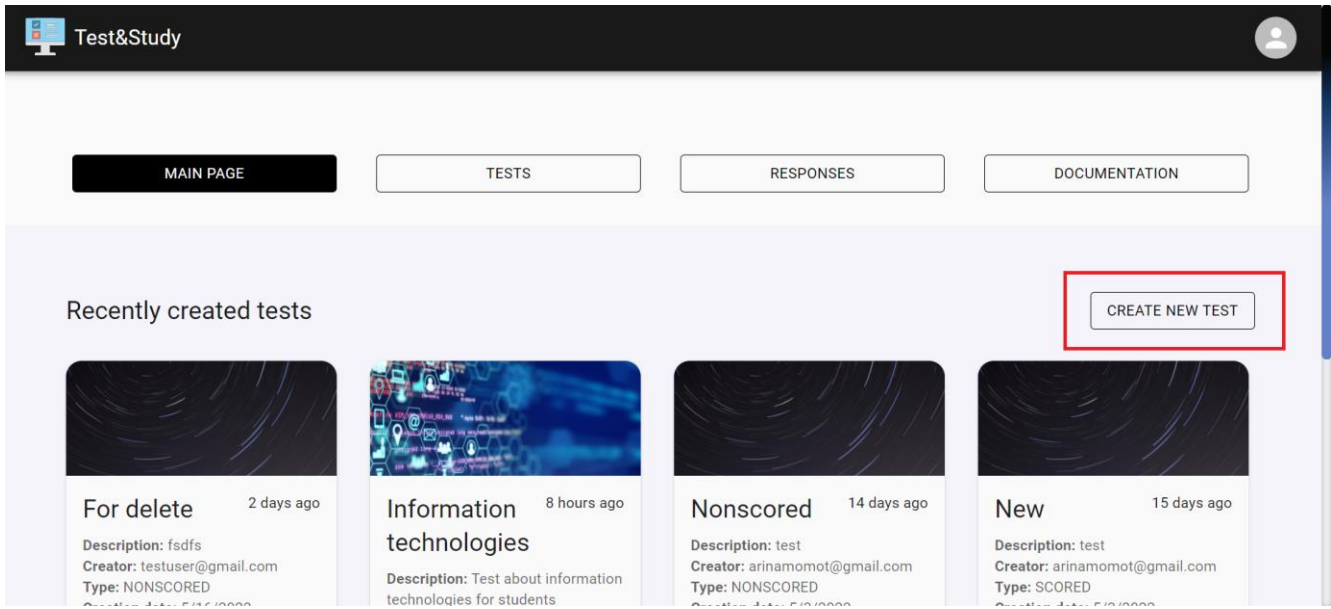 Test&Study
MAIN PAGE
TESTS
RESPONSES
DOCUMENTATION
Recently created tests
CREATE NEW TEST
For delete
2 days ago
Description: fsdfs
Creator: testuser@gmail.com
Type: NONSCORED
Information
technologies
8 hours ago
Description: Test about information
technologies for students
Nonscored
14 days ago
Description: test
Creator: arinamomot@gmail.com
Type: NONSCORED
New
15 days ago
Description: test
Creator: arinamomot@gmail.com
Type: SCORED